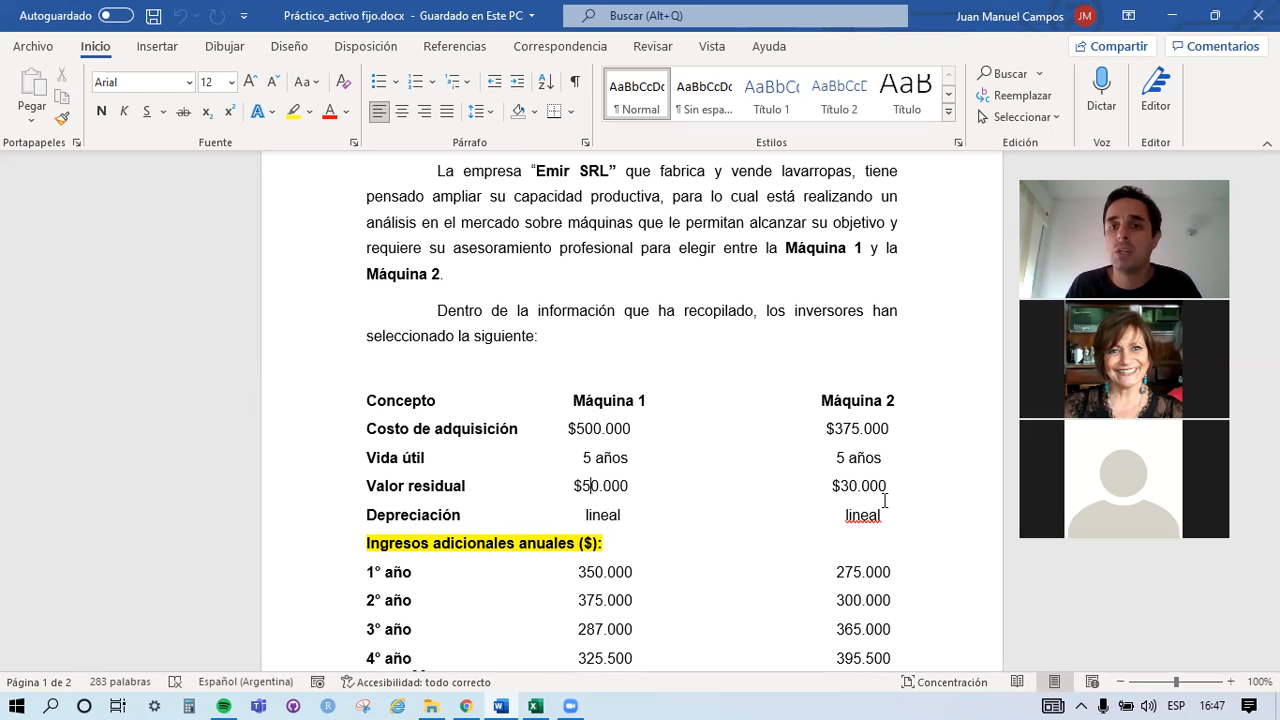 Autoguardado
Práctico_activo fijo.docx - Guardado en Este PC
Buscar (Alt+Q)
Juan Manuel Campos
JM
Archivo Inicio Insertar Dibujar Diseño Disposición Referencias Correspondencia Revisar Vista Ayuda
Compartir
Comentarios
Pegar
Arial
12
N K S ab x₂ x²
AaBbCcDc
¶ Normal
AaBbCcDc
¶ Sin espa...
AaBbCcD
Título 1
AaBbCcD
Título 2
AaB
Título
Buscar
Reemplazar
Seleccionar
Dictar
Editor
Portapapeles
Fuente
Párrafo
Estilos
Edición
Voz
Editor
La empresa “Emir SRL” que fabrica y vende lavarropas, tiene
pensado ampliar su capacidad productiva, para lo cual está realizando un
análisis en el mercado sobre máquinas que le permitan alcanzar su objetivo y
requiere su asesoramiento profesional para elegir entre la Máquina 1 y la
Máquina 2.
Dentro de la información que ha recopilado, los inversores han
seleccionado la siguiente:
Concepto Máquina 1 Máquina 2
Costo de adquisición $500.000 $375.000
Vida útil 5 años 5 años
Valor residual $50.000 $30.000
Depreciación lineal lineal
Ingresos adicionales anuales ($):
1° año 350.000 275.000
2° año 375.000 300.000
3° año 287.000 365.000
4° año 325.500 395.500
Página 1 de 2
283 palabras
Español (Argentina)
Accesibilidad: todo correcto
Concentración
100%
ESP
16:47